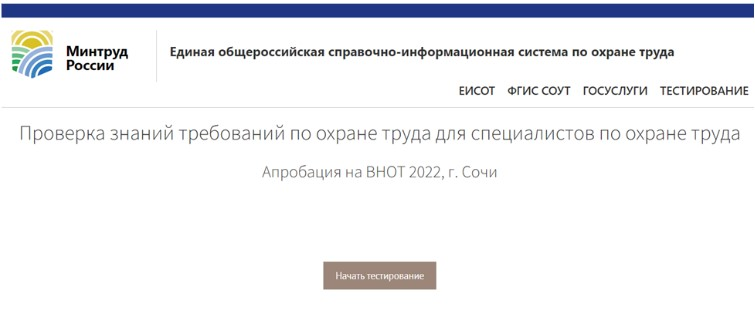 Минтруд
России
Единая общероссийская справочно-информационная система по охране труда
ЕИСОТ ФГИС СОУТ ГОСУСЛУГИ ТЕСТИРОВАНИЕ
Проверка знаний требований по охране труда для специалистов по охране труда
Апробация на ВНОТ 2022, г. Сочи
Начать тестирование